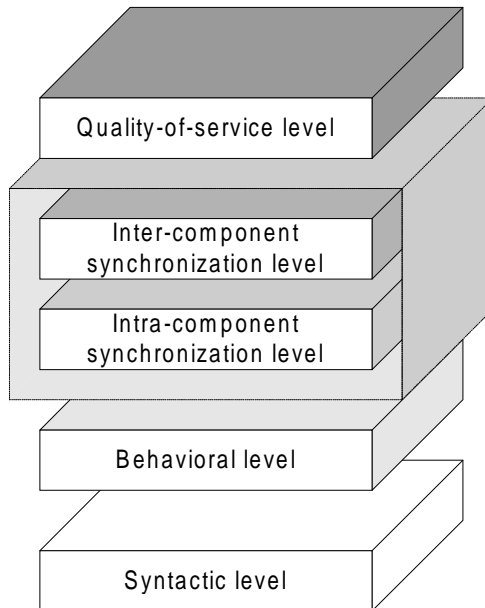 Quality-of-service level
Inter-component
synchronization level
Intra-component
synchronization level
Behavioral level
Syntactic level